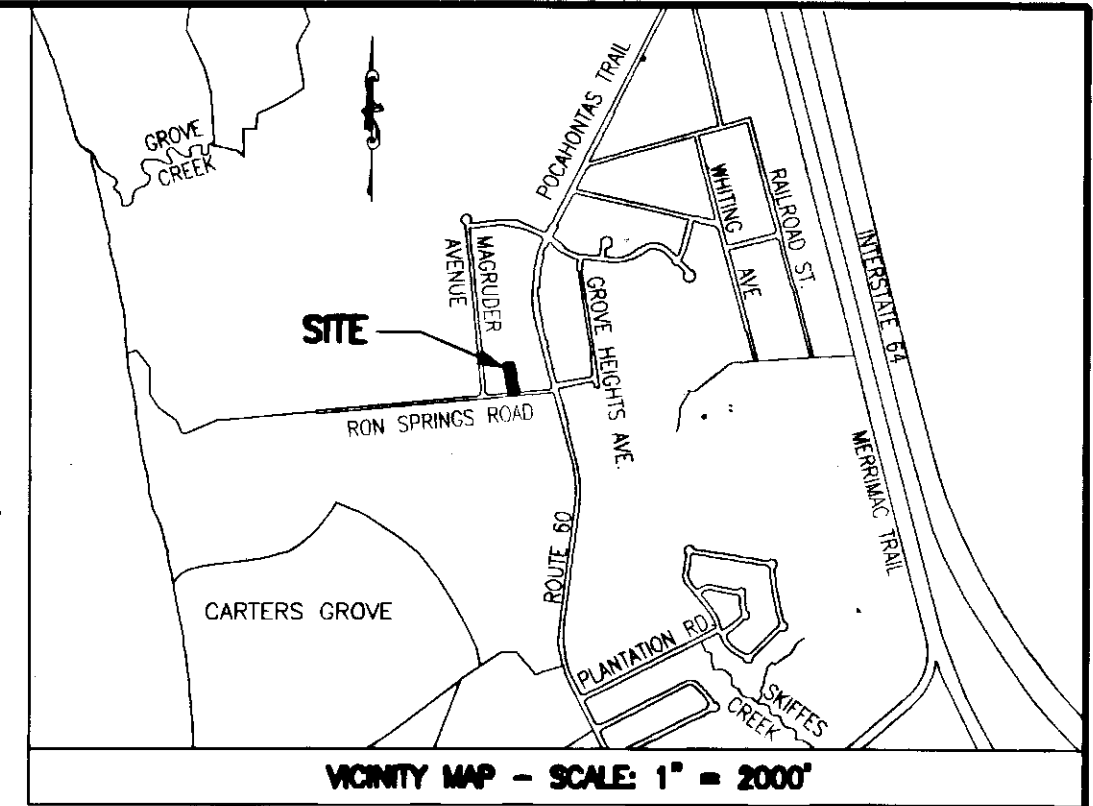 POCAHONTAS TRAIL
GROVE
CREEK
WHITING
AVE
RAILROAD ST.
INTERSTATE 64
MAGRUDER
AVENUE
GROVE HEIGHTS AVE.
SITE
RON SPRINGS ROAD
MERRIMAC TRAIL
ROUTE 60
CARTERS GROVE
PLANTATION RD.
SKIFFES
CREEK
VICINITY MAP - SCALE: 1" = 2000'